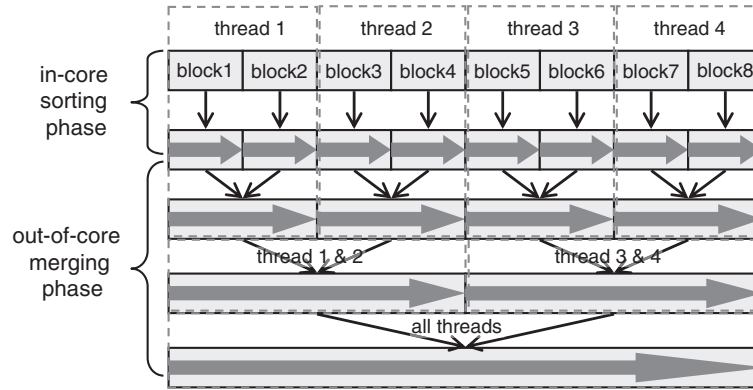 thread 1 thread 2 thread 3 thread 4
block1 block2 block3 block4 block5 block6 block7 block8
in-core
sorting
phase
out-of-core
merging
phase
thread 1 & 2 thread 3 & 4
all threads